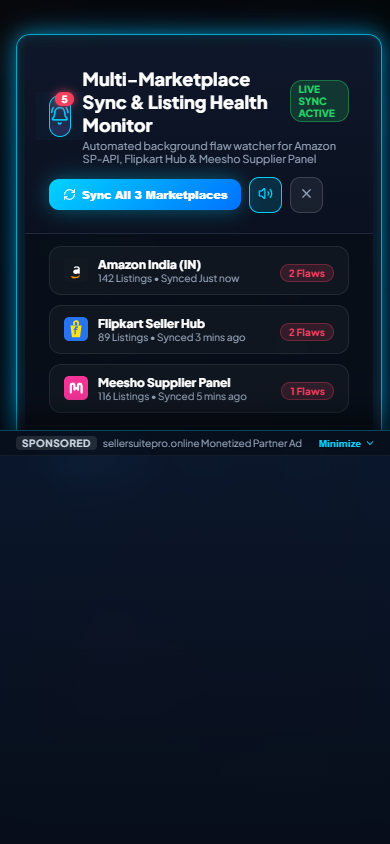 5
Multi-Marketplace
Sync & Listing Health
Monitor
LIVE
SYNC
ACTIVE
Automated background flaw watcher for Amazon
SP-API, Flipkart Hub & Meesho Supplier Panel
Sync All 3 Marketplaces
Amazon India (IN)
142 Listings • Synced Just now
2 Flaws
Flipkart Seller Hub
89 Listings • Synced 3 mins ago
2 Flaws
Meesho Supplier Panel
116 Listings • Synced 5 mins ago
1 Flaws
SPONSORED sellersuitepro.online Monetized Partner Ad Minimize